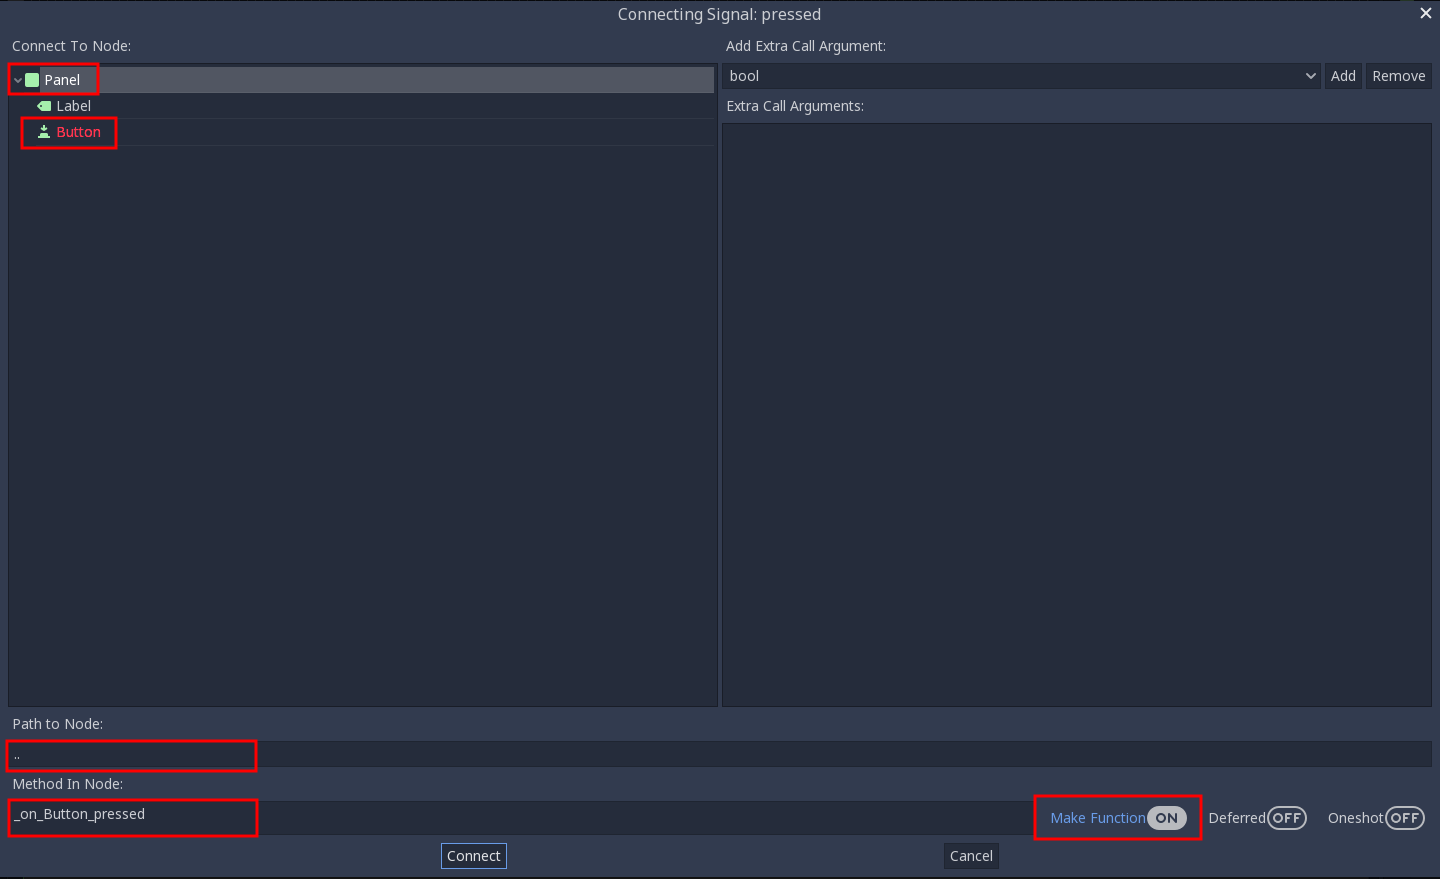 Connecting Signal: pressed
Connect To Node:
Panel
Label
Button
Add Extra Call Argument:
bool
Add
Remove
Extra Call Arguments:
Path to Node:
..
Method In Node:
_on_Button_pressed
Make Function ON
Deferred OFF
Oneshot OFF
Connect
Cancel